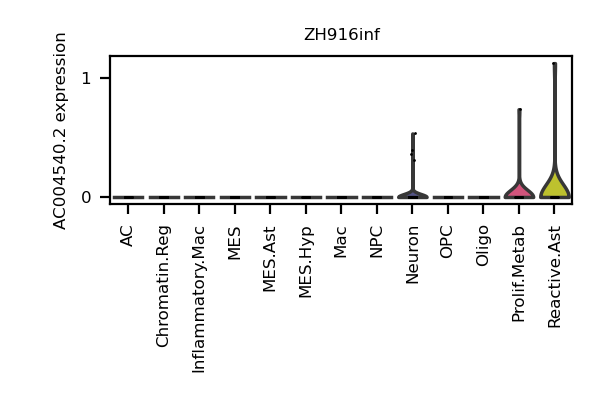 ZH916inf
AC004540.2 expression
1
0
AC
Chromatin.Reg
Inflammatory.Mac
MES
MES.Ast
MES.Hyp
Mac
NPC
Neuron
OPC
Oligo
Prolif.Metab
Reactive.Ast